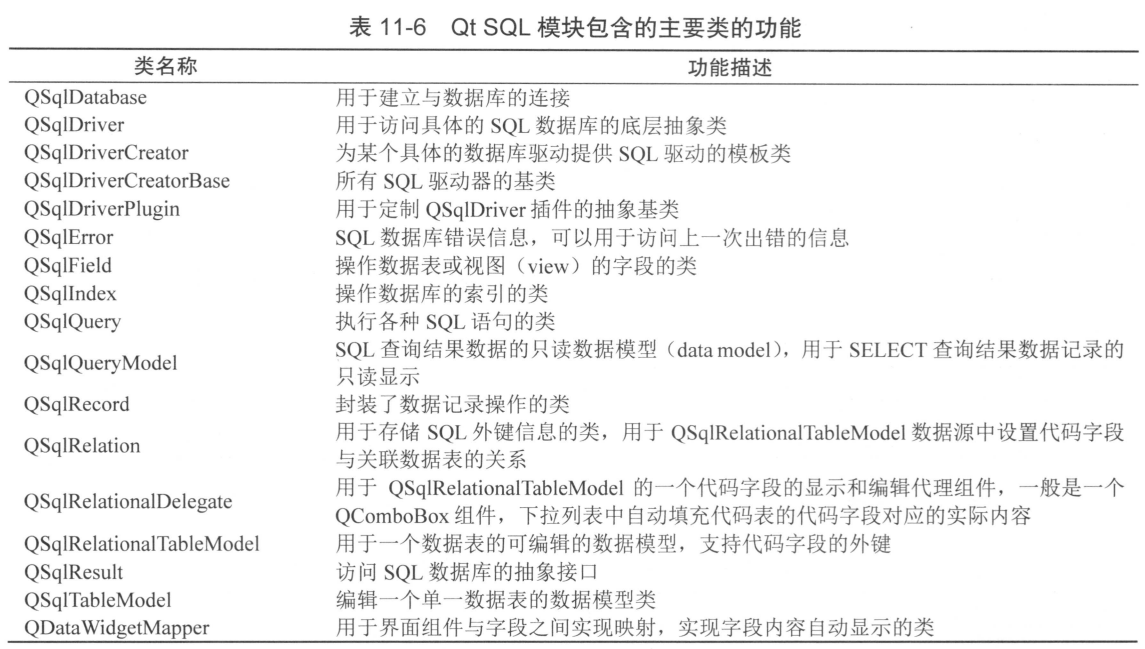 表 11-6 Qt SQL 模块包含的主要类的功能
类名称 功能描述
QSqlDatabase 用于建立与数据库的连接
QSqlDriver 用于访问具体的 SQL 数据库的底层抽象类
QSqlDriverCreator 为某个具体的数据库驱动提供 SQL 驱动的模板类
QSqlDriverCreatorBase 所有 SQL 驱动器的基类
QSqlDriverPlugin 用于定制 QSqlDriver 插件的抽象基类
QSqlError SQL 数据库错误信息，可以用于访问上一次出错的信息
QSqlField 操作数据表或视图（view）的字段的类
QSqlIndex 操作数据库的索引的类
QSqlQuery 执行各种 SQL 语句的类
QSqlQueryModel SQL 查询结果数据的只读数据模型（data model），用于 SELECT 查询结果数据记录的
只读显示
QSqlRecord 封装了数据记录操作的类
QSqlRelation 用于存储 SQL 外键信息的类，用于 QSqlRelationalTableModel 数据源中设置代码字段
与关联数据表的关系
QSqlRelationalDelegate 用于 QSqlRelationalTableModel 的一个代码字段的显示和编辑代理组件，一般是一个
QComboBox 组件，下拉列表中自动填充代码表的代码字段对应的实际内容
QSqlRelationalTableModel 用于一个数据表的可编辑的数据模型，支持代码字段的外键
QSqlResult 访问 SQL 数据库的抽象接口
QSqlTableModel 编辑一个单一数据表的数据模型类
QDataWidgetMapper 用于界面组件与字段之间实现映射，实现字段内容自动显示的类